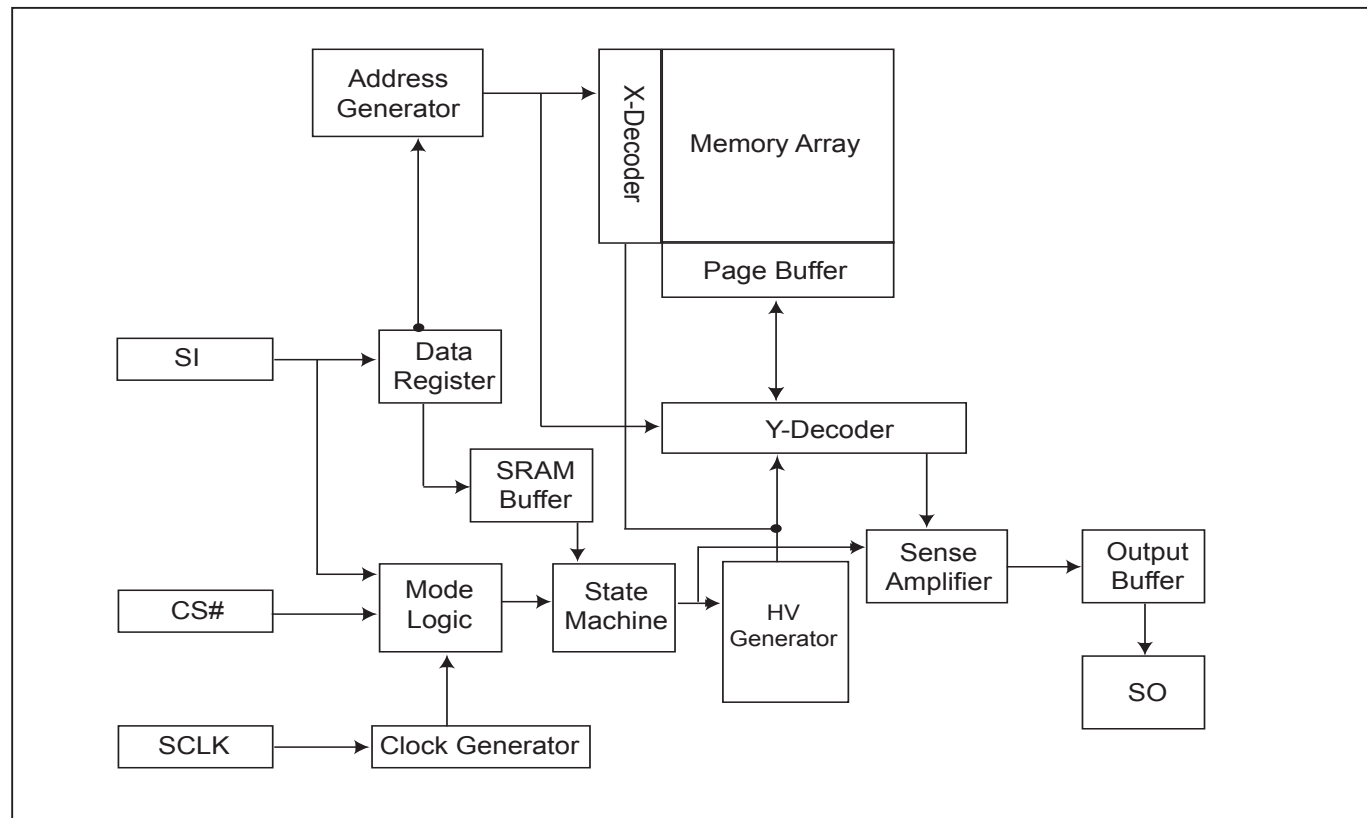 Address
Generator
X-Decoder
Memory Array
Page Buffer
SI
Data
Register
Y-Decoder
SRAM
Buffer
CS#
Mode
Logic
State
Machine
HV
Generator
Sense
Amplifier
Output
Buffer
SO
SCLK
Clock Generator